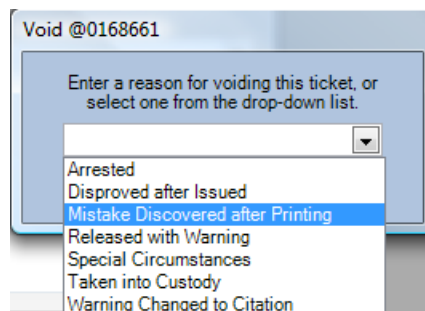 Void @0168661
Enter a reason for voiding this ticket, or
select one from the drop-down list.
Arrested
Disproved after Issued
Mistake Discovered after Printing
Released with Warning
Special Circumstances
Taken into Custody
Warning Changed to Citation